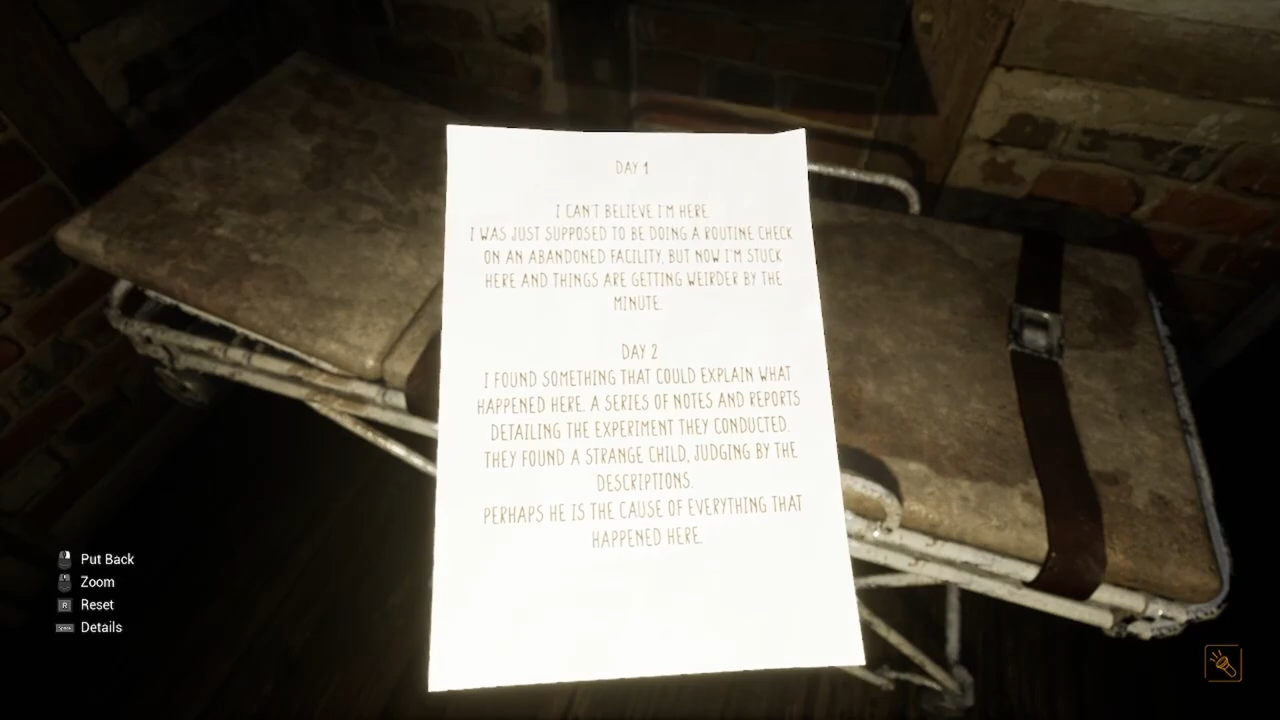 DAY 1
I CAN'T BELIEVE I'M HERE.
I WAS JUST SUPPOSED TO BE DOING A ROUTINE CHECK
ON AN ABANDONED FACILITY, BUT NOW I'M STUCK
HERE AND THINGS ARE GETTING WEIRDER BY THE
MINUTE.
DAY 2
I FOUND SOMETHING THAT COULD EXPLAIN WHAT
HAPPENED HERE. A SERIES OF NOTES AND REPORTS
DETAILING THE EXPERIMENT THEY CONDUCTED.
THEY FOUND A STRANGE CHILD, JUDGING BY THE
DESCRIPTIONS.
PERHAPS HE IS THE CAUSE OF EVERYTHING THAT
HAPPENED HERE.
Put Back
Zoom
R Reset
Space Details